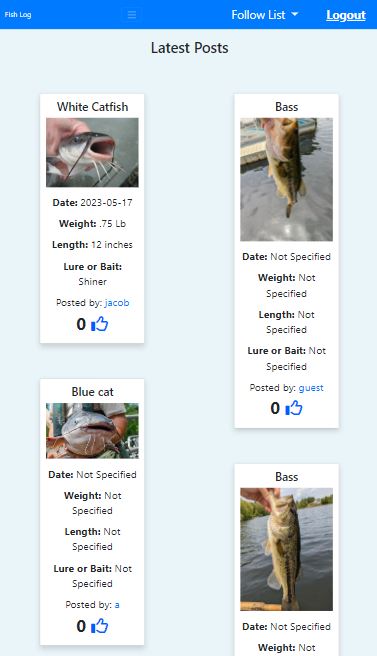 Fish Log
Follow List
Logout
Latest Posts
White Catfish
Date: 2023-05-17
Weight: .75 Lb
Length: 12 inches
Lure or Bait:
Shiner
Posted by: jacob
0
Blue cat
Date: Not Specified
Weight: Not
Specified
Length: Not
Specified
Lure or Bait: Not
Specified
Posted by: a
0
Bass
Date: Not Specified
Weight: Not
Specified
Length: Not
Specified
Lure or Bait: Not
Specified
Posted by: guest
0
Bass
Date: Not Specified
Weight: Not
Specified